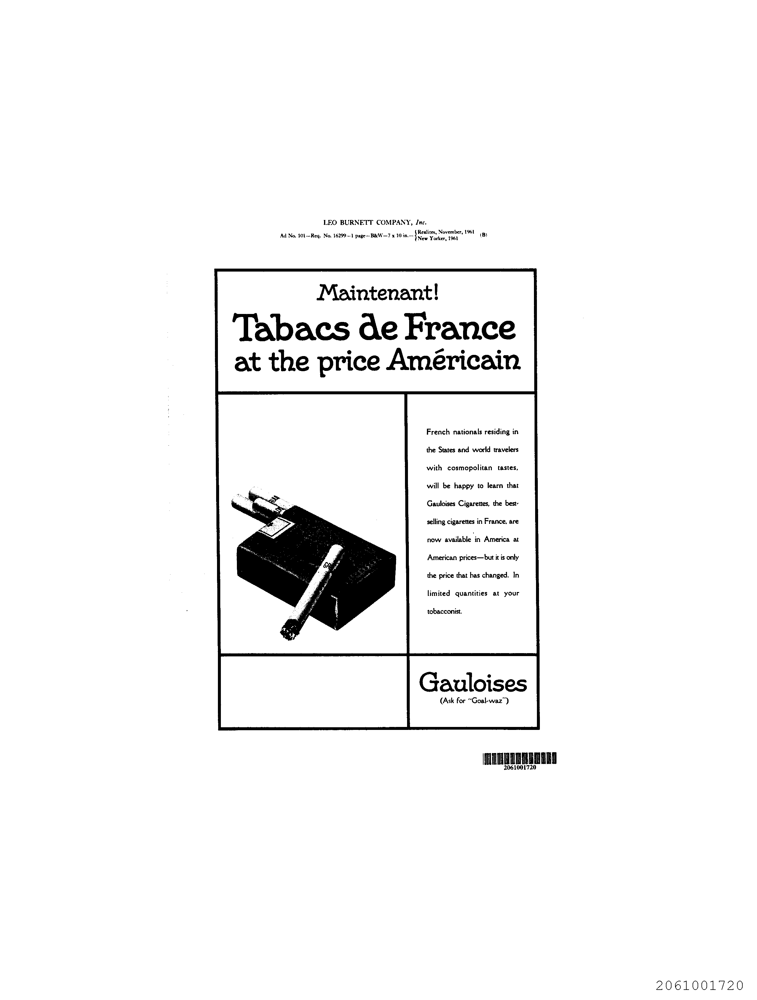 LEO BURNETT COMPANY, Inc.
Ad No. 501—Req. No. 16299—1 page—B&W—7 x 10 in.— { Realites, November, 1961 (B)
New Yorker, 1961
Maintenant!
Tabacs de France
at the price Américain
French nationals residing in
the States and world travelers
with cosmopolitan tastes,
will be happy to learn that
Gauloises Cigarettes, the best-
selling cigarettes in France, are
now available in America at
American prices—but it is only
the price that has changed. In
limited quantities at your
tobacconist.
Gauloises
(Ask for "Goal-waz")
2061001720
2061001720